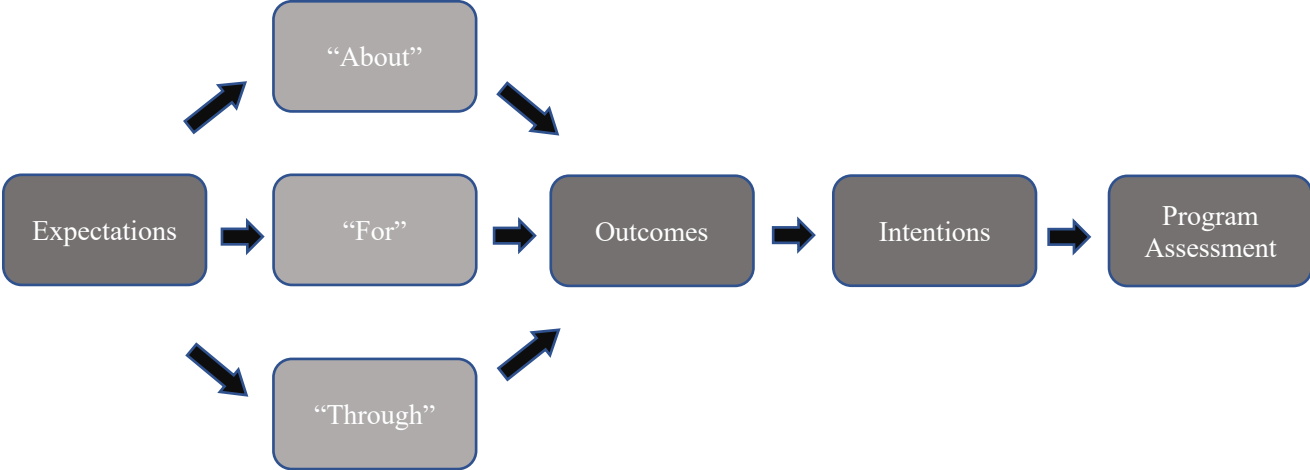 “About”
Expectations
“For”
Outcomes
Intentions
Program
Assessment
“Through”